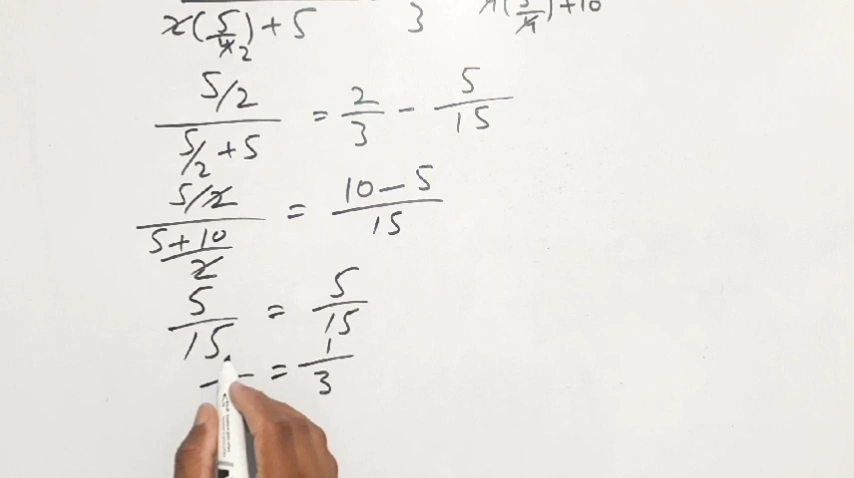 x(5/x2)+5 3 x(5/x)+10
5/2 / 5/2+5 = 2/3 - 5/15
5/2 / 5+10/2 = 10-5/15
5/15 = 5/15
= 1/3